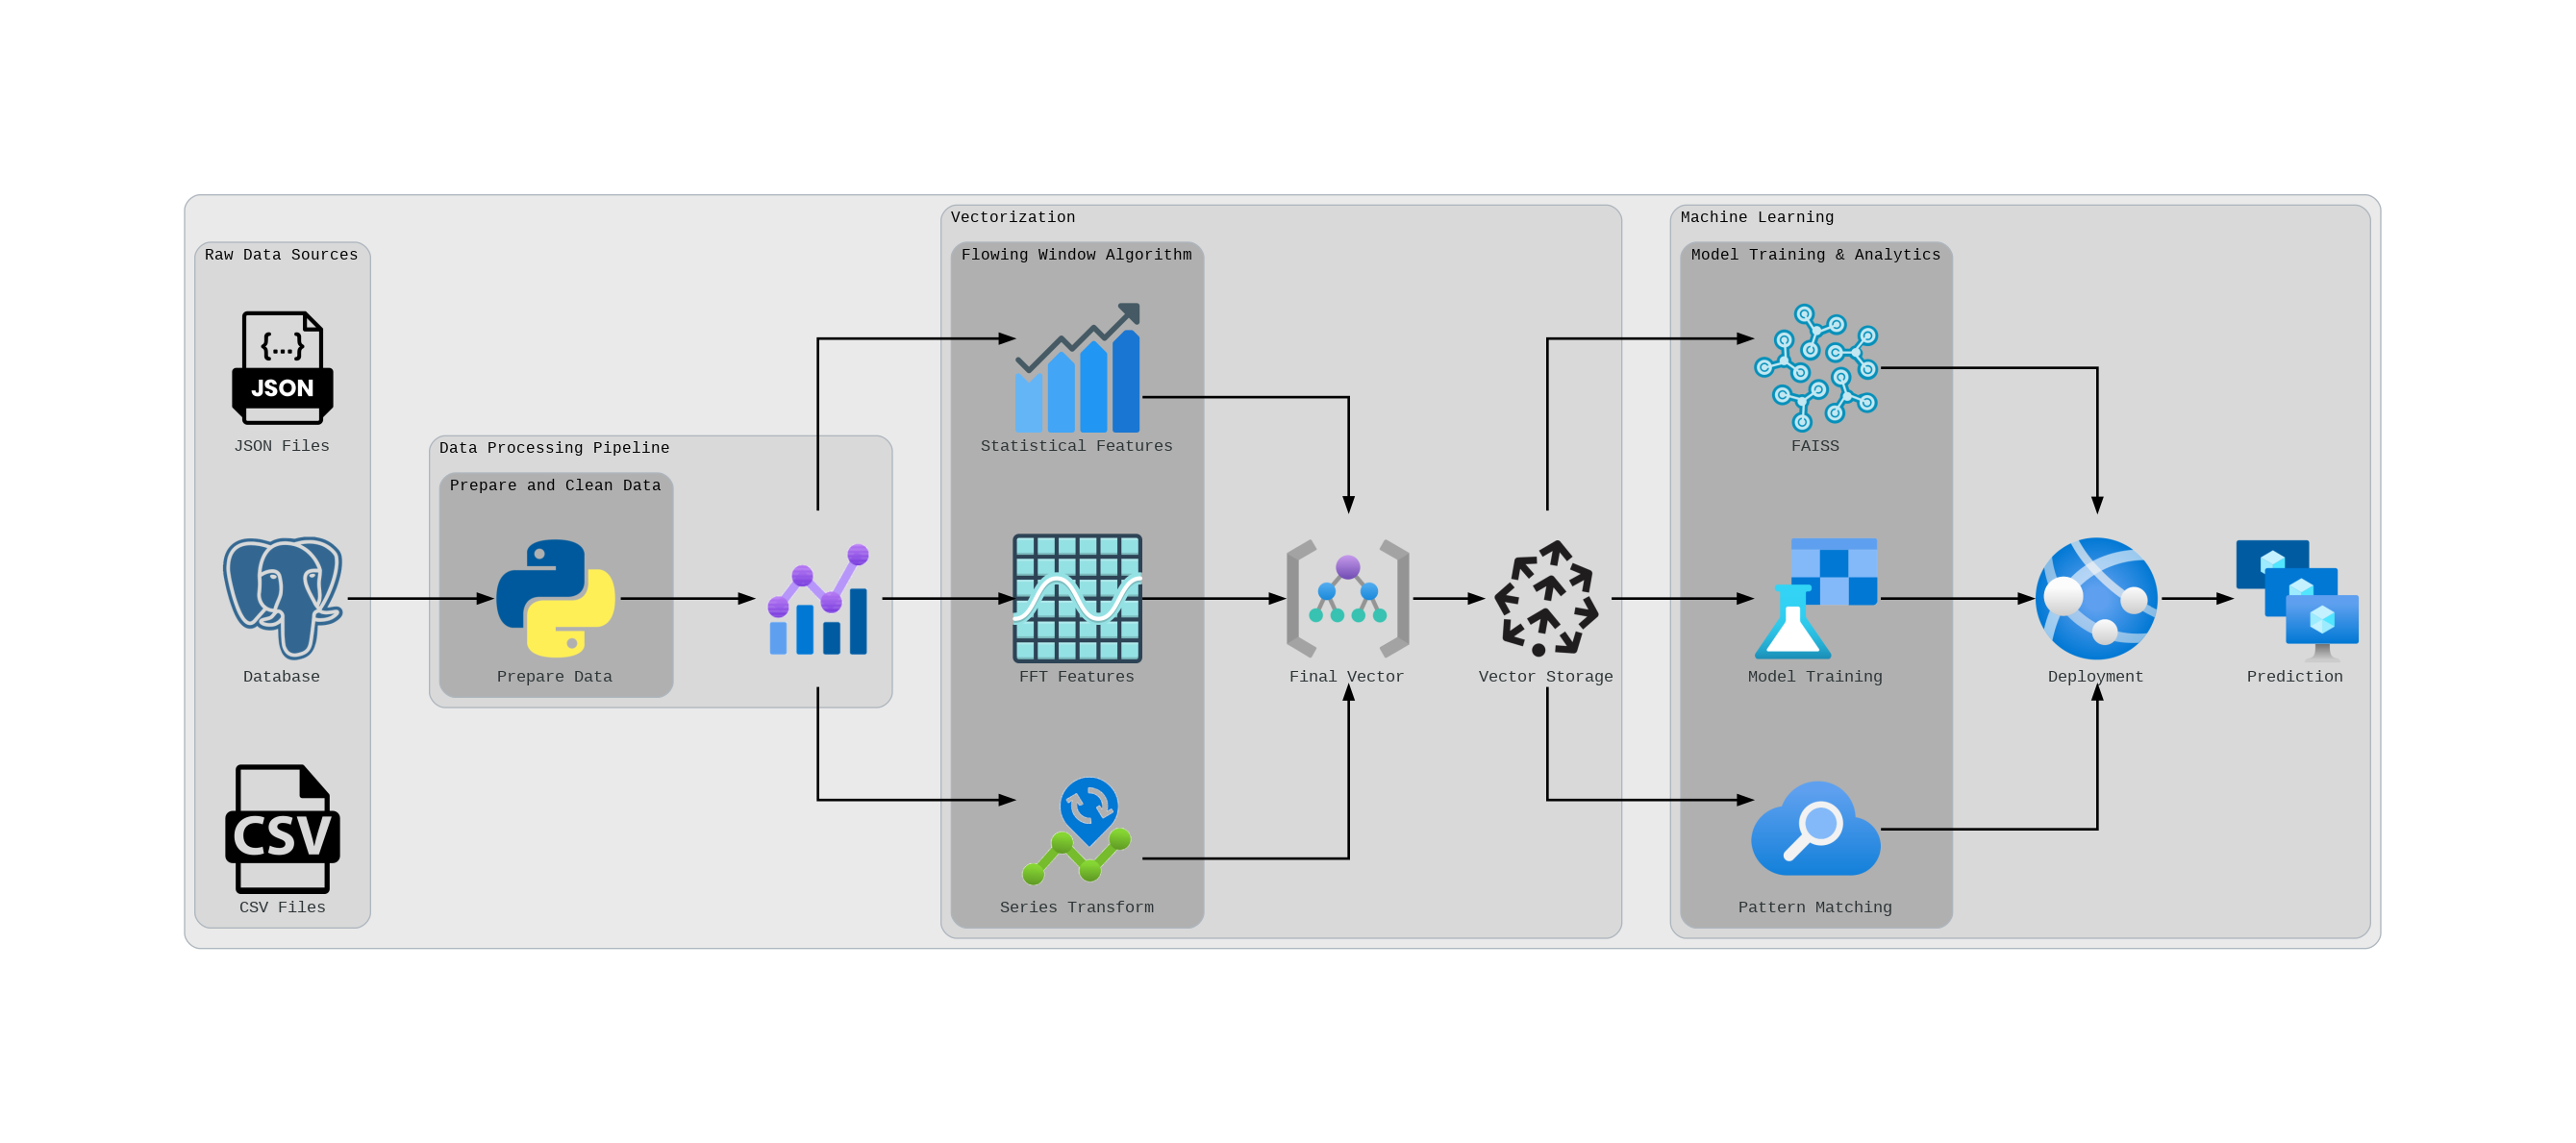 Raw Data Sources
{...}
JSON
JSON Files
Database
CSV
CSV Files
Data Processing Pipeline
Prepare and Clean Data
Prepare Data
Vectorization
Flowing Window Algorithm
Statistical Features
FFT Features
Series Transform
Final Vector
Vector Storage
Machine Learning
Model Training & Analytics
FAISS
Model Training
Pattern Matching
Deployment
Prediction